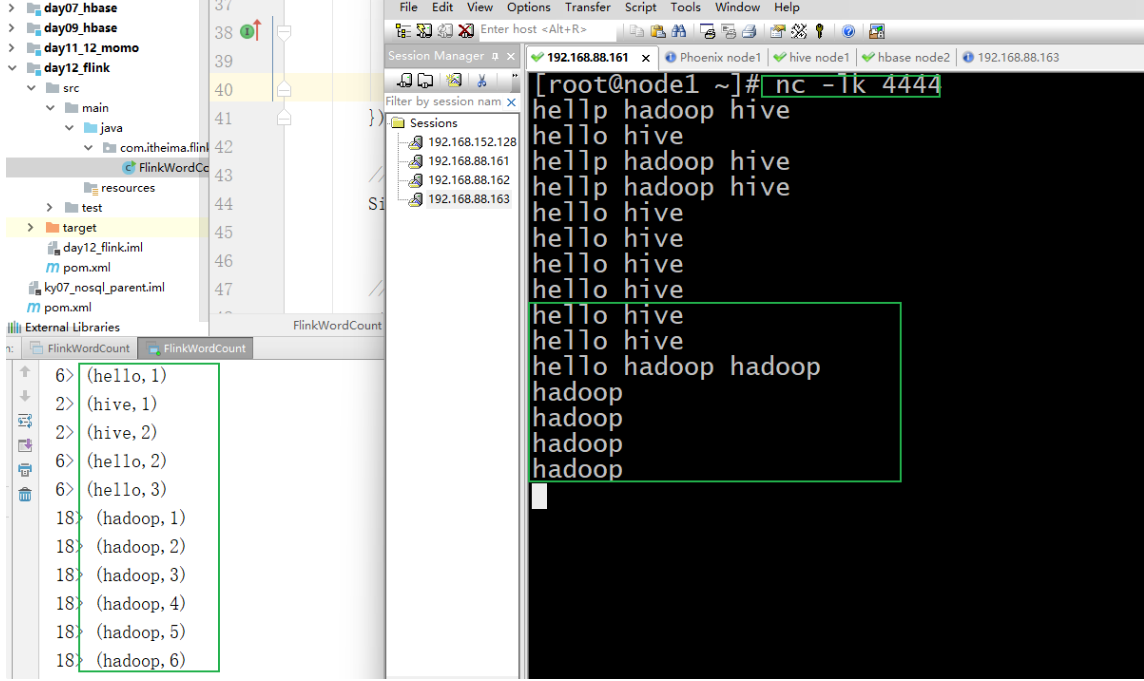 day07_hbase
day09_hbase
day11_12_momo
day12_flink
src
main
java
com.itheima.flink
FlinkWordCo
resources
test
target
day12_flink.iml
pom.xml
ky07_nosql_parent.iml
pom.xml
External Libraries
37
38
39
40
41 })
42
43 //
44 Si
45
46
47 //
FlinkWordCount
n: FlinkWordCount FlinkWordCount
6> (hello,1)
2> (hive,1)
2> (hive,2)
6> (hello,2)
6> (hello,3)
18> (hadoop,1)
18> (hadoop,2)
18> (hadoop,3)
18> (hadoop,4)
18> (hadoop,5)
18> (hadoop,6)
File Edit View Options Transfer Script Tools Window Help
Enter host <Alt+R>
Session Manager
Filter by session nam
Sessions
192.168.152.128
192.168.88.161
192.168.88.162
192.168.88.163
192.168.88.161 x Phoenix node1 hive node1 hbase node2 192.168.88.163
[root@node1 ~]# nc -lk 4444
hellp hadoop hive
hello hive
hellp hadoop hive
hellp hadoop hive
hello hive
hello hive
hello hive
hello hive
hello hive
hello hive
hello hadoop hadoop
hadoop
hadoop
hadoop
hadoop